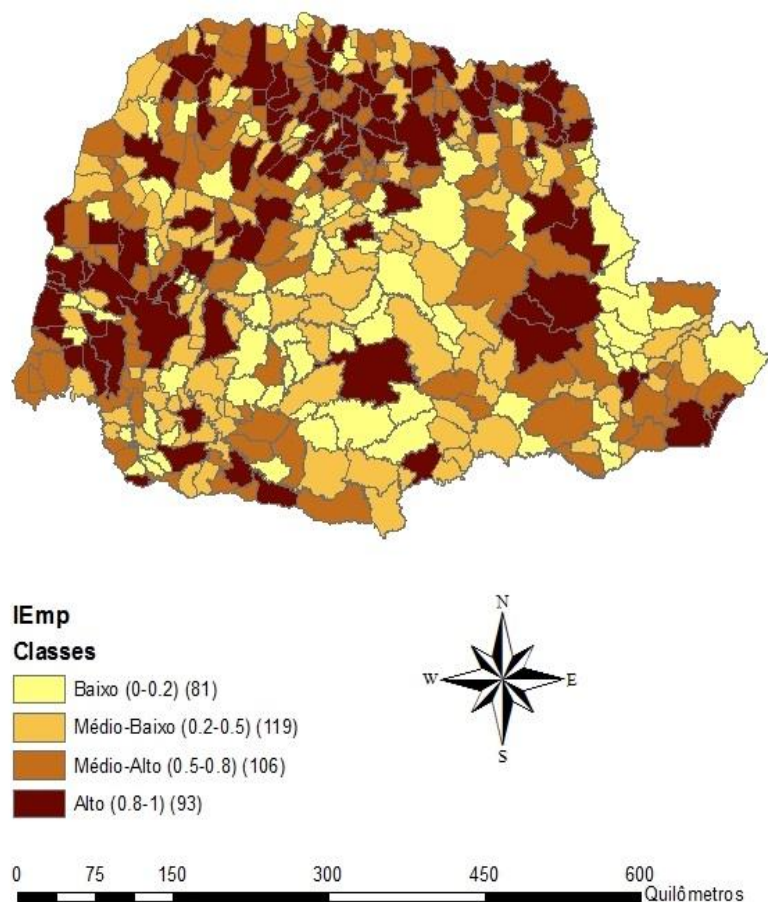 IEmp
Classes
Baixo (0-0.2) (81)
Médio-Baixo (0.2-0.5) (119)
Médio-Alto (0.5-0.8) (106)
Alto (0.8-1) (93)
N
W E
S
0 75 150 300 450 600
Quilômetros